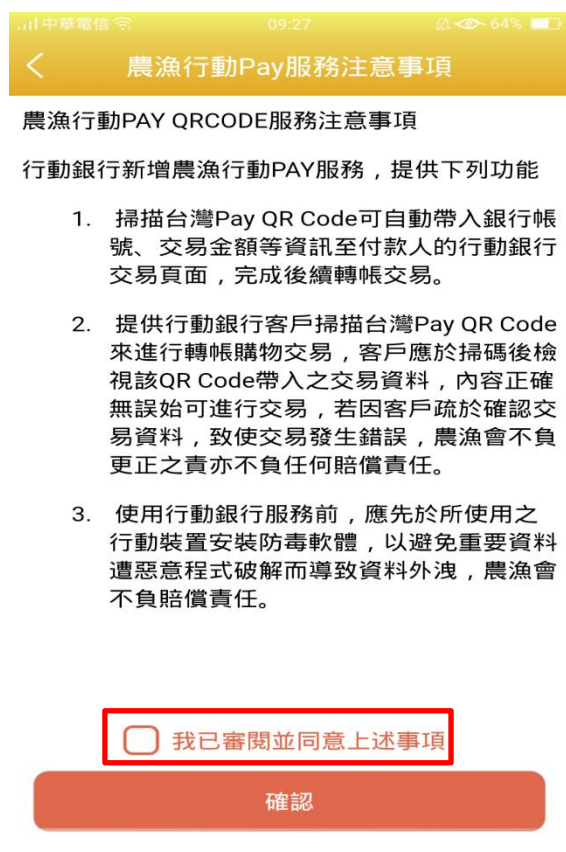 中華電信 09:27 64%
農漁行動Pay服務注意事項
農漁行動PAY QRCODE服務注意事項
行動銀行新增農漁行動PAY服務，提供下列功能
1. 掃描台灣Pay QR Code可自動帶入銀行帳
號、交易金額等資訊至付款人的行動銀行
交易頁面，完成後續轉帳交易。
2. 提供行動銀行客戶掃描台灣Pay QR Code
來進行轉帳購物交易，客戶應於掃碼後檢
視該QR Code帶入之交易資料，內容正確
無誤始可進行交易，若因客戶疏於確認交
易資料，致使交易發生錯誤，農漁會不負
更正之責亦不負任何賠償責任。
3. 使用行動銀行服務前，應先於所使用之
行動裝置安裝防毒軟體，以避免重要資料
遭惡意程式破解而導致資料外洩，農漁會
不負賠償責任。
我已審閱並同意上述事項
確認